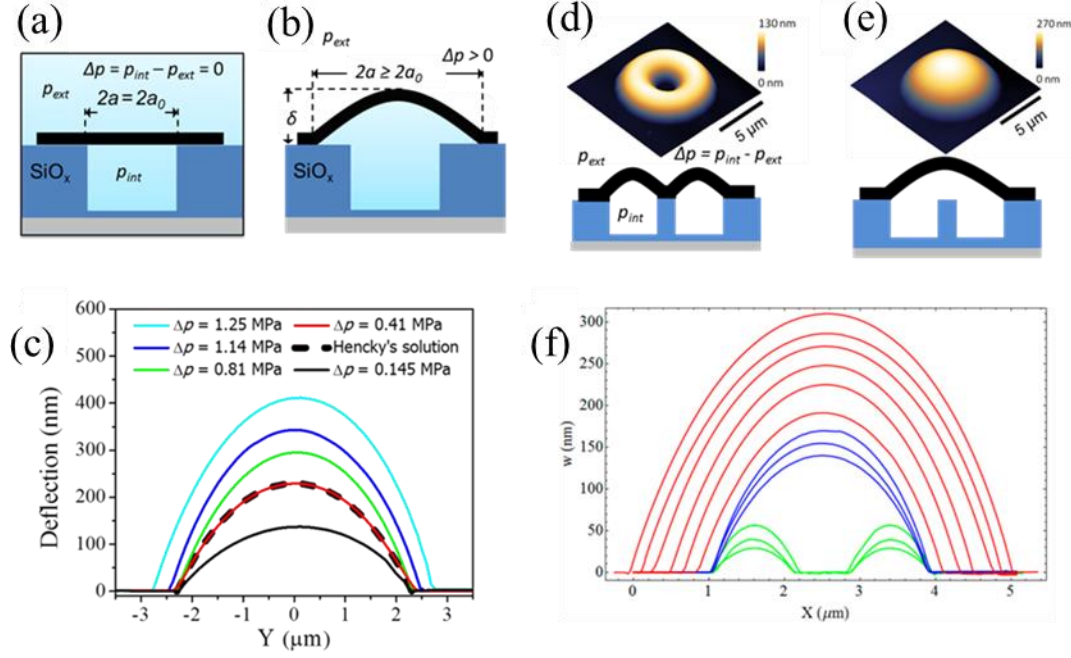 (a)
p_ext
Δp = p_int − p_ext = 0
2a = 2a_0
SiO_x
p_int
(b)
p_ext
2a ≥ 2a_0
Δp > 0
δ
SiO_x
(c)
Deflection (nm)
600
500
400
300
200
100
0
Δp = 1.25 MPa
Δp = 0.41 MPa
Δp = 1.14 MPa
Hencky's solution
Δp = 0.81 MPa
Δp = 0.145 MPa
-3 -2 -1 0 1 2 3
Y (μm)
(d)
130 nm
0 nm
5 μm
p_ext
Δp = p_int - p_ext
p_int
(e)
270 nm
0 nm
5 μm
(f)
w (nm)
300
250
200
150
100
50
0
0 1 2 3 4 5
X (μm)